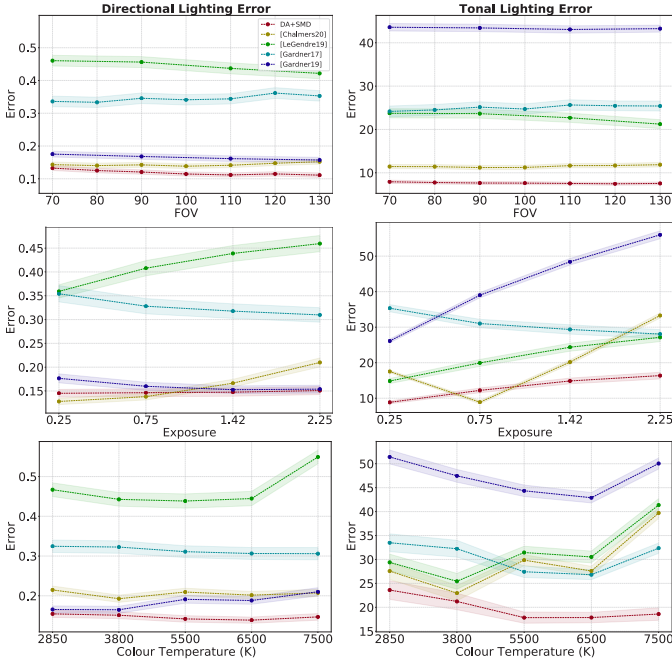 Directional Lighting Error
Tonal Lighting Error
DA+SMD
[Chalmers20]
[LeGendre19]
[Gardner17]
[Gardner19]
Error
0.5
0.4
0.3
0.2
0.1
70 80 90 100 110 120 130
FOV
Error
40
30
20
10
70 80 90 100 110 120 130
FOV
Error
0.45
0.40
0.35
0.30
0.25
0.20
0.15
0.25 0.75 1.42 2.25
Exposure
Error
50
40
30
20
10
0.25 0.75 1.42 2.25
Exposure
Error
0.5
0.4
0.3
0.2
2850 3800 5500 6500 7500
Colour Temperature (K)
Error
50
45
40
35
30
25
20
15
2850 3800 5500 6500 7500
Colour Temperature (K)